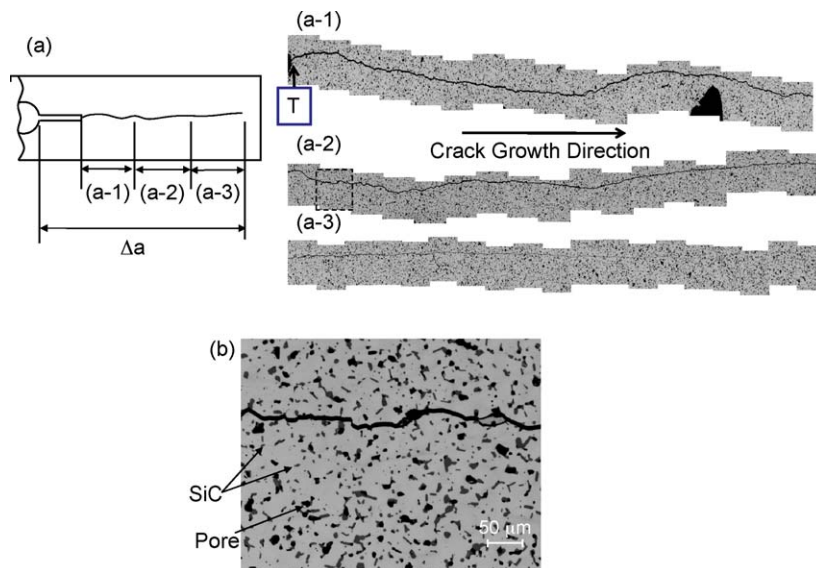 (a)
(a-1)
(a-2)
(a-3)
Δa
(a-1)
T
Crack Growth Direction
(a-2)
(a-3)
(b)
SiC
Pore
50 μm